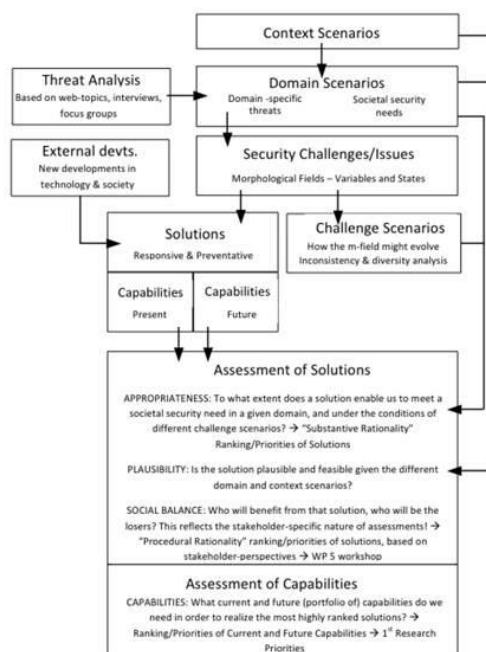 Context Scenarios
Threat Analysis
Based on web-topics, interviews,
focus groups
Domain Scenarios
Domain -specific
threats
Societal security
needs
External devts.
New developments in
technology & society
Security Challenges/Issues
Morphological Fields – Variables and States
Solutions
Responsive & Preventative
Challenge Scenarios
How the m-field might evolve
Inconsistency & diversity analysis
Capabilities
Present
Capabilities
Future
Assessment of Solutions
APPROPRIATENESS: To what extent does a solution enable us to meet a
societal security need in a given domain, and under the conditions of
different challenge scenarios? → "Substantive Rationality"
Ranking/Priorities of Solutions
PLAUSIBILITY: Is the solution plausible and feasible given the different
domain and context scenarios?
SOCIAL BALANCE: Who will benefit from that solution, who will be the
losers? This reflects the stakeholder-specific nature of assessments! →
"Procedural Rationality" ranking/priorities of solutions, based on
stakeholder-perspectives → WP 5 workshop
Assessment of Capabilities
CAPABILITIES: What current and future (portfolio of) capabilities do we
need in order to realize the most highly ranked solutions? →
Ranking/Priorities of Current and Future Capabilities → 1st Research
Priorities